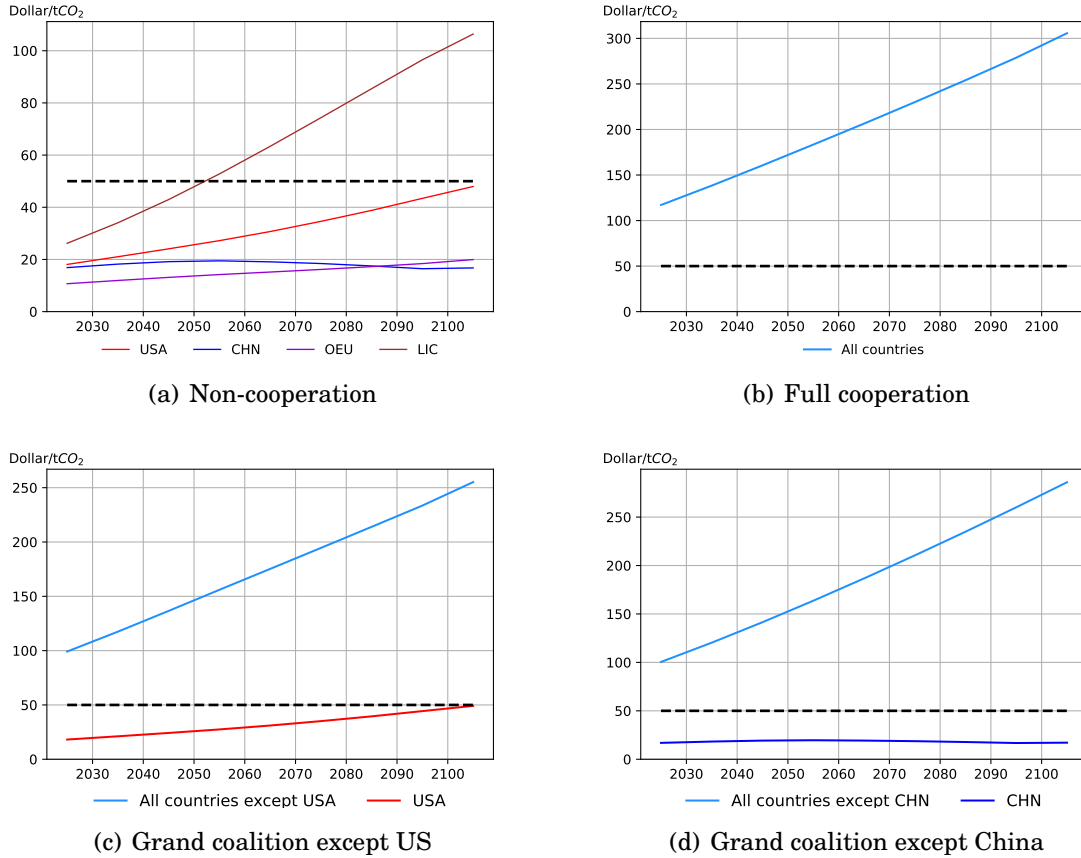 Dollar/tCO₂
100
80
60
40
20
0
2030 2040 2050 2060 2070 2080 2090 2100
USA CHN OEU LIC
(a) Non-cooperation
Dollar/tCO₂
300
250
200
150
100
50
0
2030 2040 2050 2060 2070 2080 2090 2100
All countries
(b) Full cooperation
Dollar/tCO₂
250
200
150
100
50
0
2030 2040 2050 2060 2070 2080 2090 2100
All countries except USA USA
(c) Grand coalition except US
Dollar/tCO₂
250
200
150
100
50
0
2030 2040 2050 2060 2070 2080 2090 2100
All countries except CHN CHN
(d) Grand coalition except China